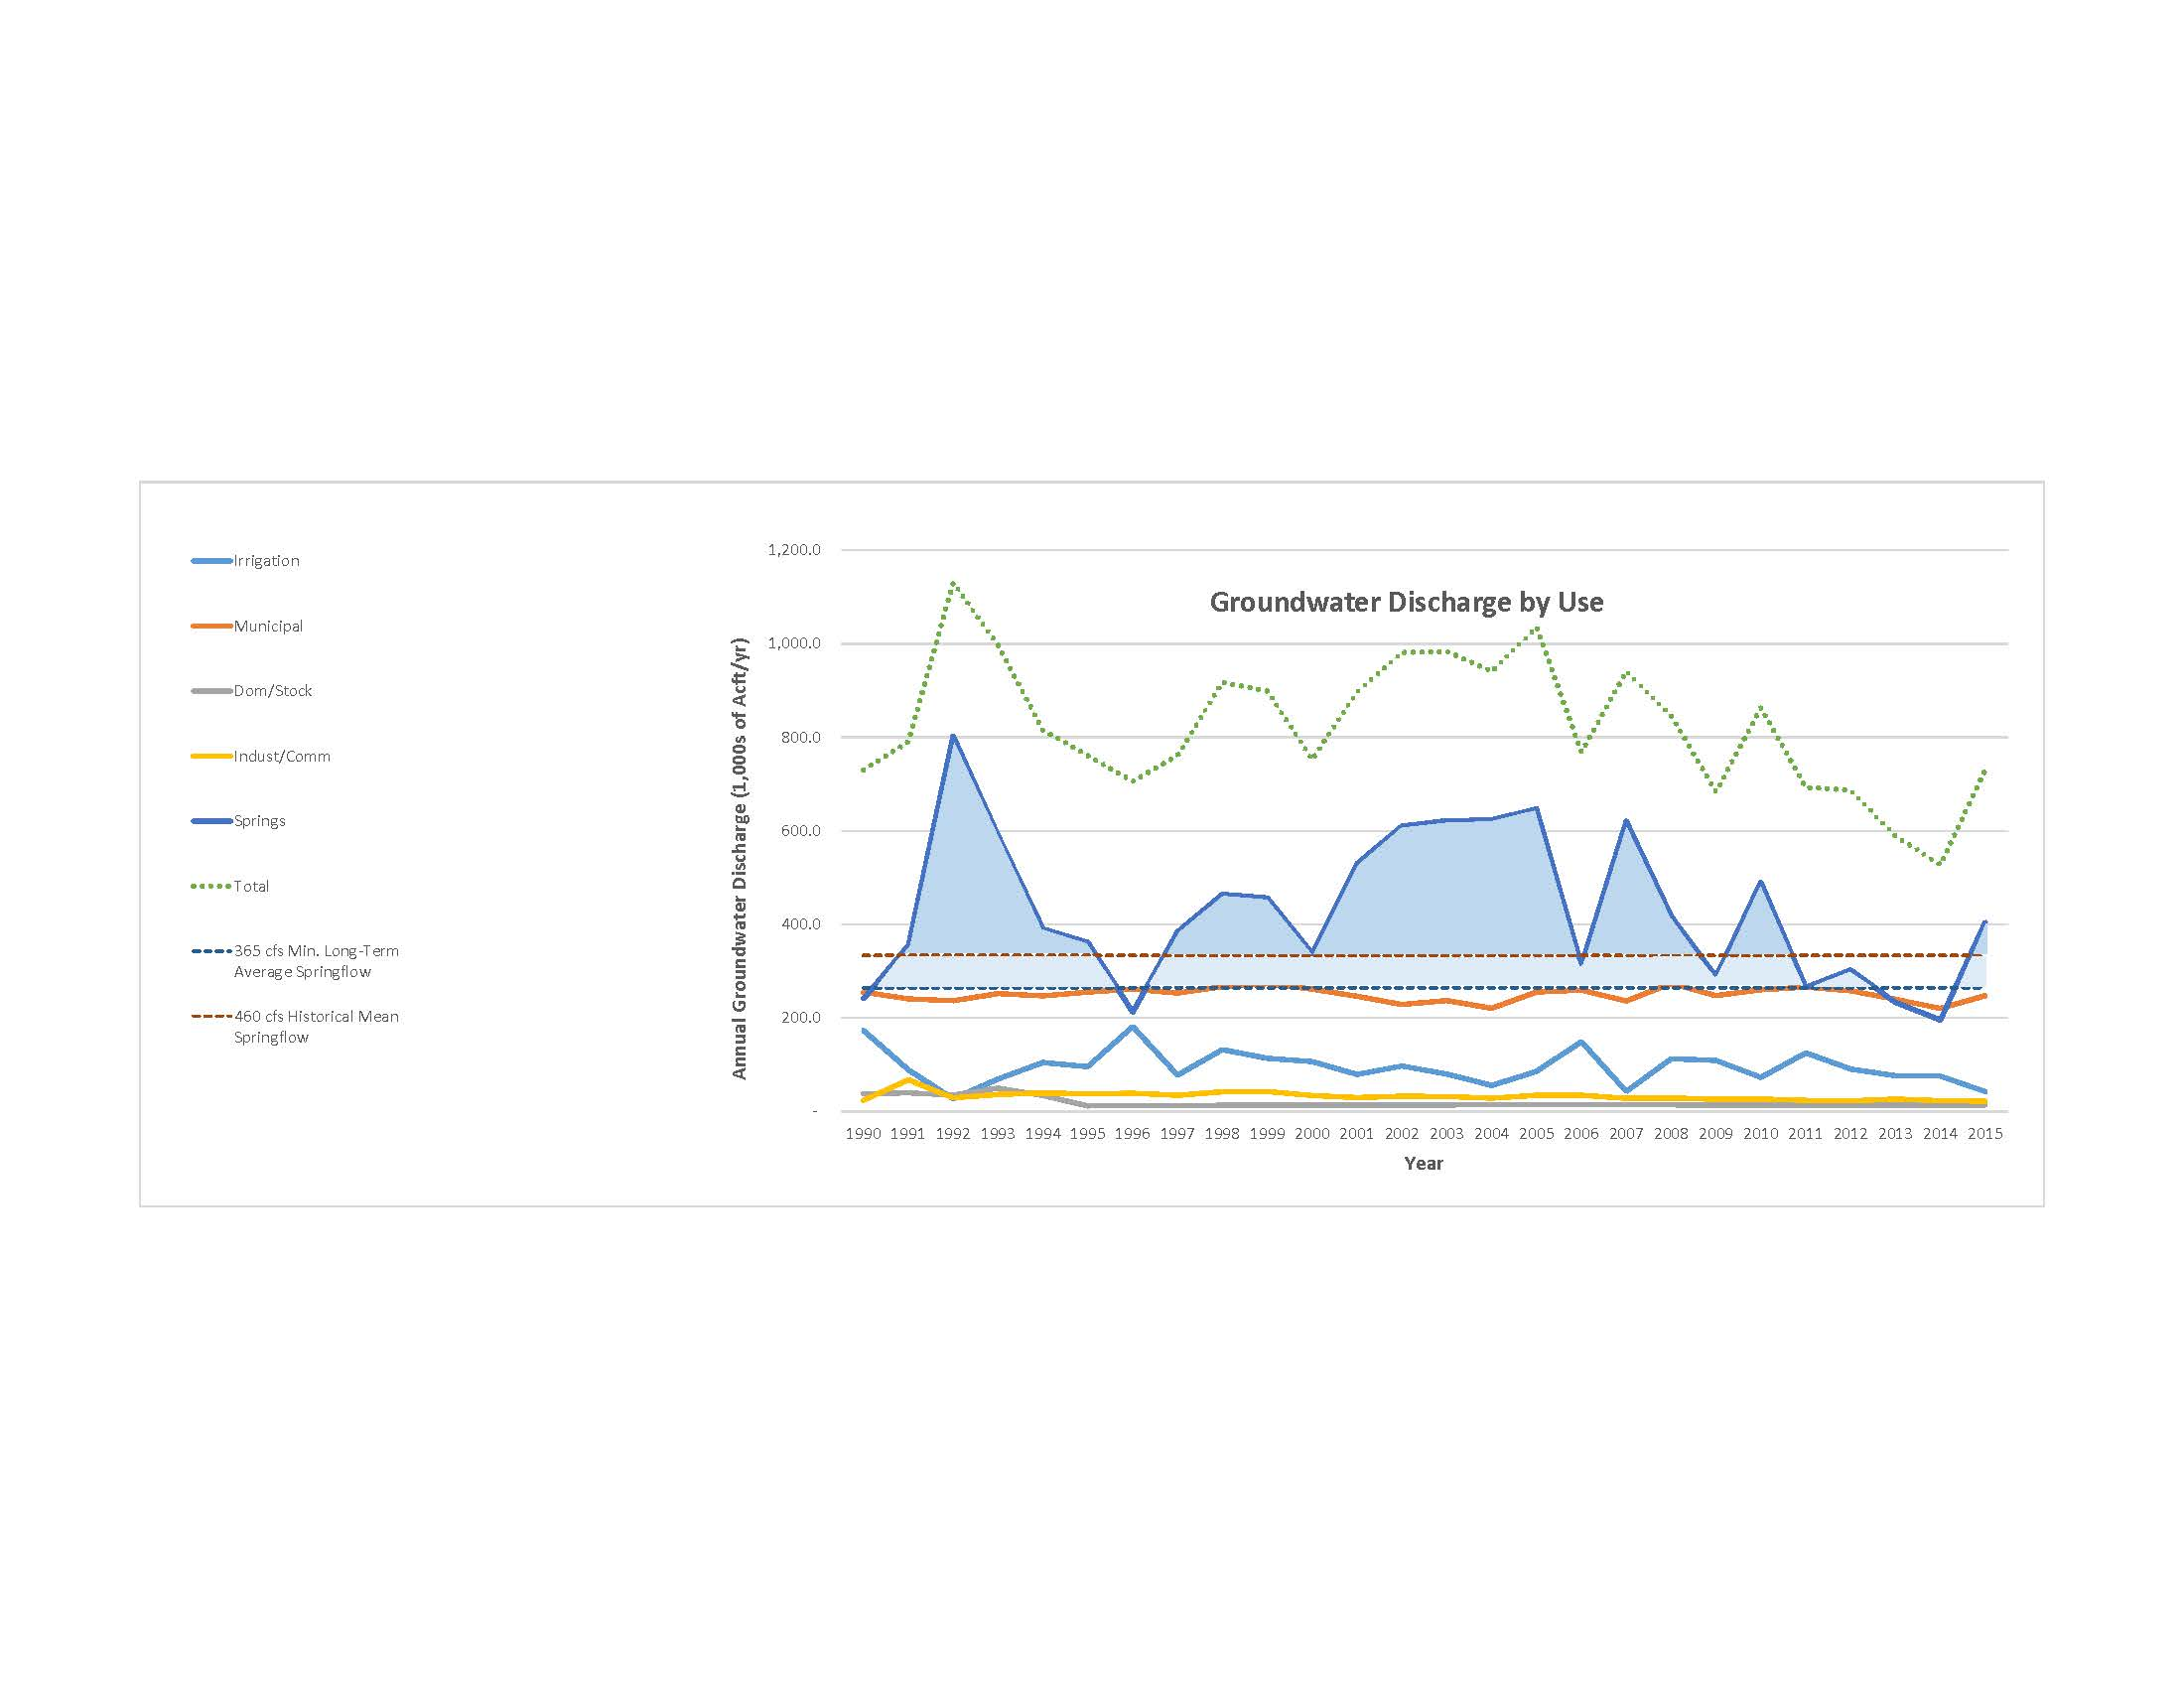 Irrigation
Municipal
Dom/Stock
Indust/Comm
Springs
Total
365 cfs Min. Long-Term
Average Springflow
460 cfs Historical Mean
Springflow
Groundwater Discharge by Use
Annual Groundwater Discharge (1,000s of Acft/yr)
1,200.0
1,000.0
800.0
600.0
400.0
200.0
-
1990 1991 1992 1993 1994 1995 1996 1997 1998 1999 2000 2001 2002 2003 2004 2005 2006 2007 2008 2009 2010 2011 2012 2013 2014 2015
Year